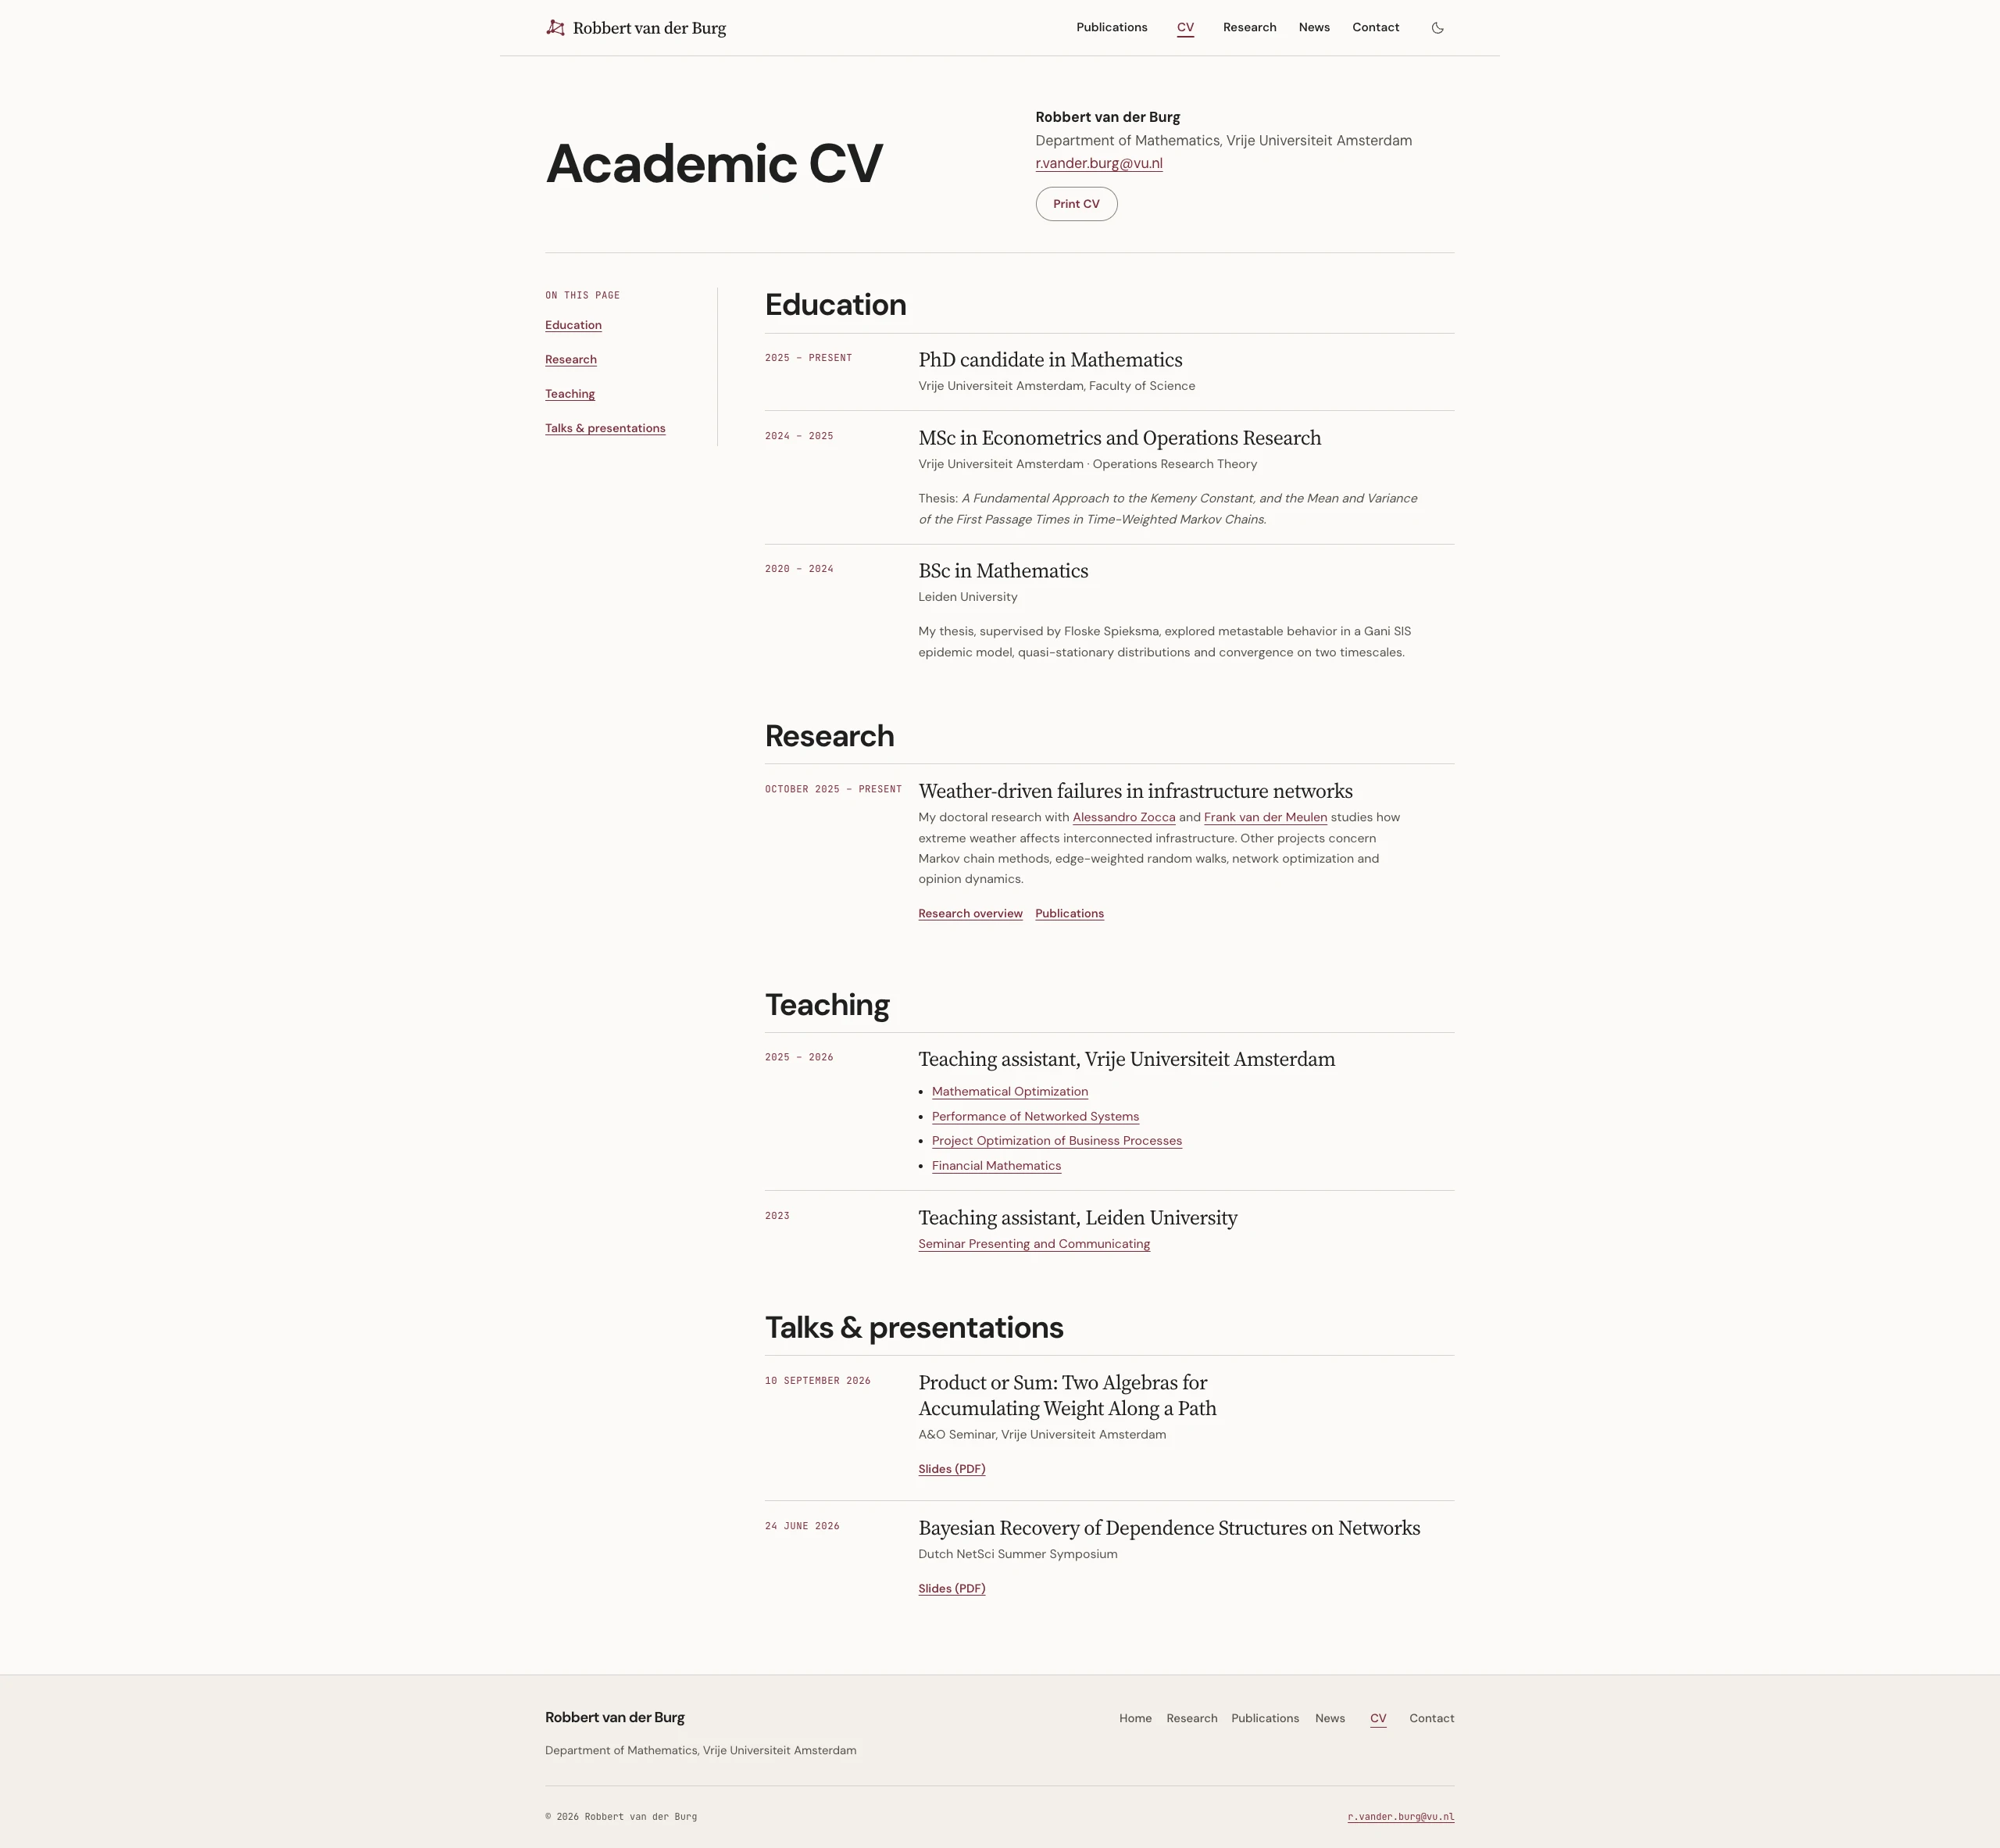 Robbert van der Burg
Publications CV Research News Contact
Academic CV
Robbert van der Burg
Department of Mathematics, Vrije Universiteit Amsterdam
r.vander.burg@vu.nl
Print CV
ON THIS PAGE
Education
Research
Teaching
Talks & presentations
Education
2025 – PRESENT
PhD candidate in Mathematics
Vrije Universiteit Amsterdam, Faculty of Science
2024 – 2025
MSc in Econometrics and Operations Research
Vrije Universiteit Amsterdam · Operations Research Theory
Thesis: A Fundamental Approach to the Kemeny Constant, and the Mean and Variance
of the First Passage Times in Time-Weighted Markov Chains.
2020 – 2024
BSc in Mathematics
Leiden University
My thesis, supervised by Floske Spieksma, explored metastable behavior in a Gani SIS
epidemic model, quasi-stationary distributions and convergence on two timescales.
Research
OCTOBER 2025 – PRESENT
Weather-driven failures in infrastructure networks
My doctoral research with Alessandro Zocca and Frank van der Meulen studies how
extreme weather affects interconnected infrastructure. Other projects concern
Markov chain methods, edge-weighted random walks, network optimization and
opinion dynamics.
Research overview Publications
Teaching
2025 – 2026
Teaching assistant, Vrije Universiteit Amsterdam
• Mathematical Optimization
• Performance of Networked Systems
• Project Optimization of Business Processes
• Financial Mathematics
2023
Teaching assistant, Leiden University
Seminar Presenting and Communicating
Talks & presentations
10 SEPTEMBER 2026
Product or Sum: Two Algebras for
Accumulating Weight Along a Path
A&O Seminar, Vrije Universiteit Amsterdam
Slides (PDF)
24 JUNE 2026
Bayesian Recovery of Dependence Structures on Networks
Dutch NetSci Summer Symposium
Slides (PDF)
Robbert van der Burg
Home Research Publications News CV Contact
Department of Mathematics, Vrije Universiteit Amsterdam
© 2026 Robbert van der Burg
r.vander.burg@vu.nl